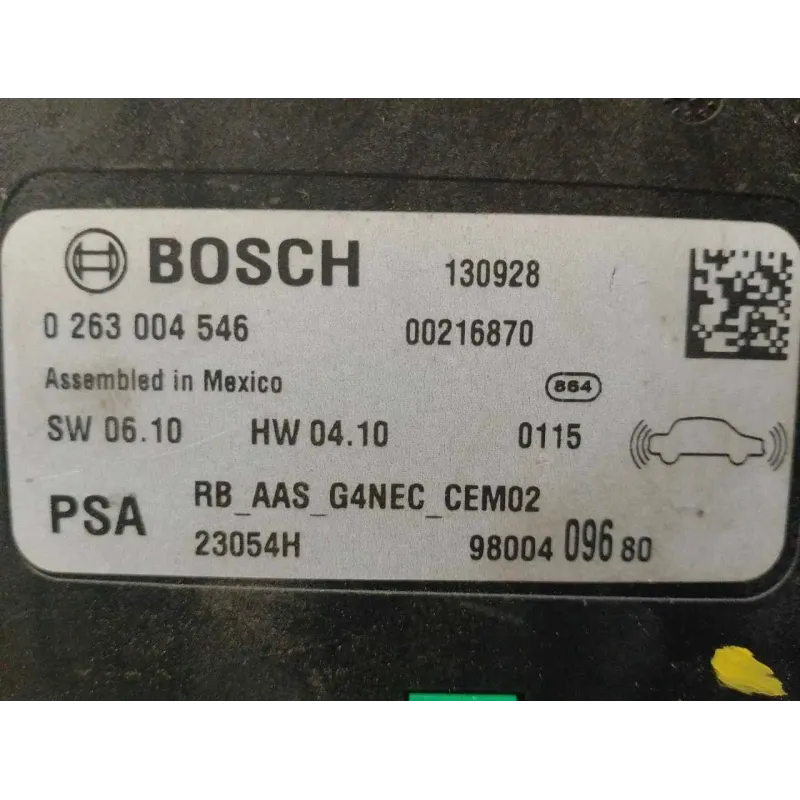 BOSCH 130928
0 263 004 546 00216870
Assembled in Mexico 864
SW 06.10 HW 04.10 0115
PSA RB_AAS_G4NEC_CEM02
23054H 98004 096 80